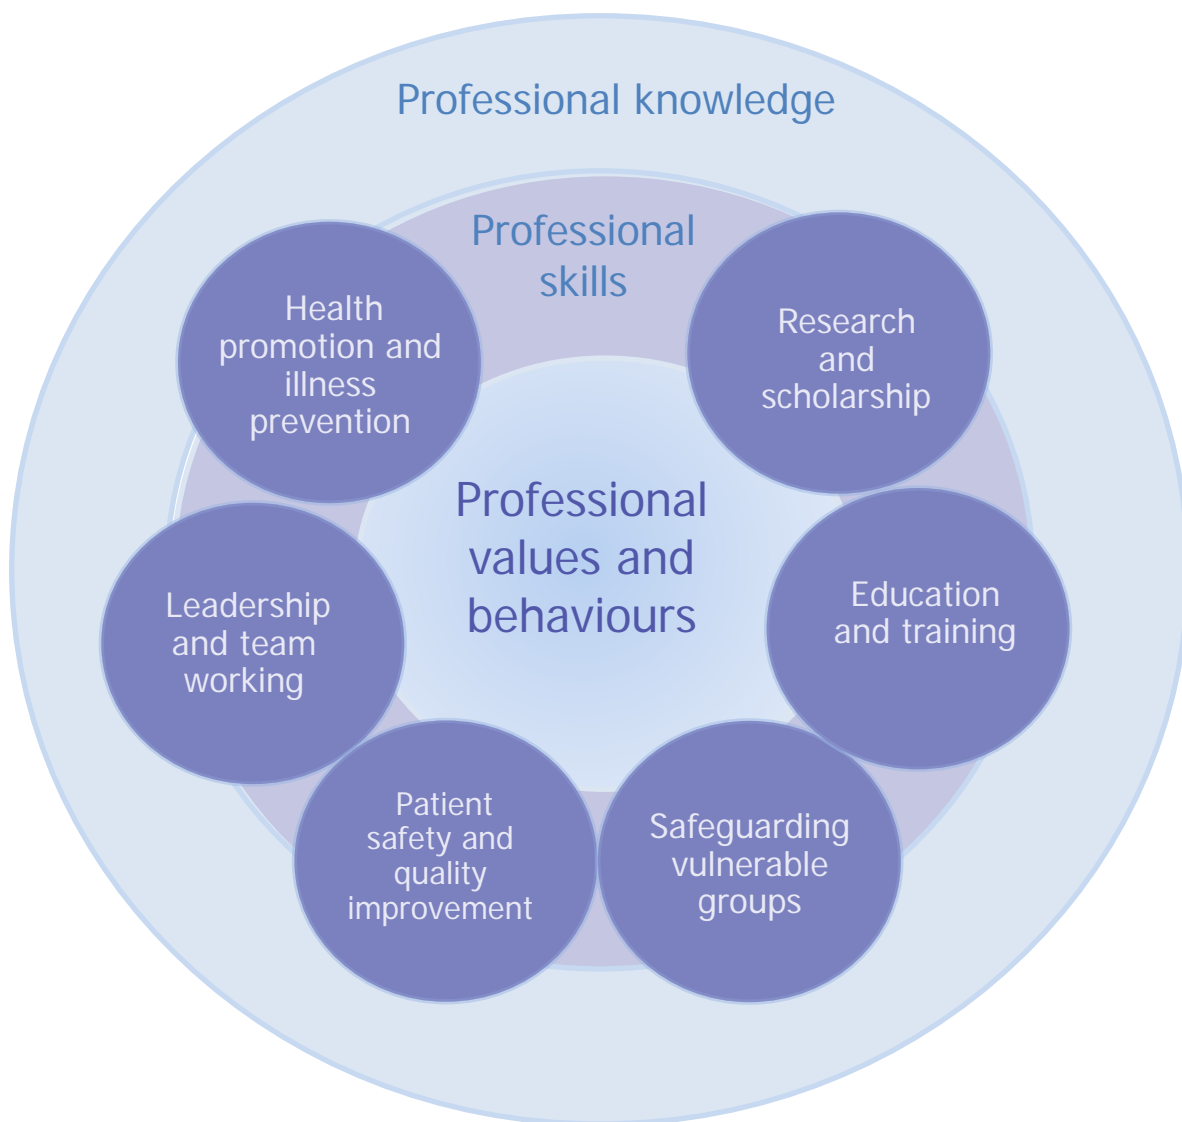 Professional knowledge
Professional
skills
Health
promotion and
illness
prevention
Research
and
scholarship
Professional
values and
behaviours
Leadership
and team
working
Education
and training
Patient
safety and
quality
improvement
Safeguarding
vulnerable
groups